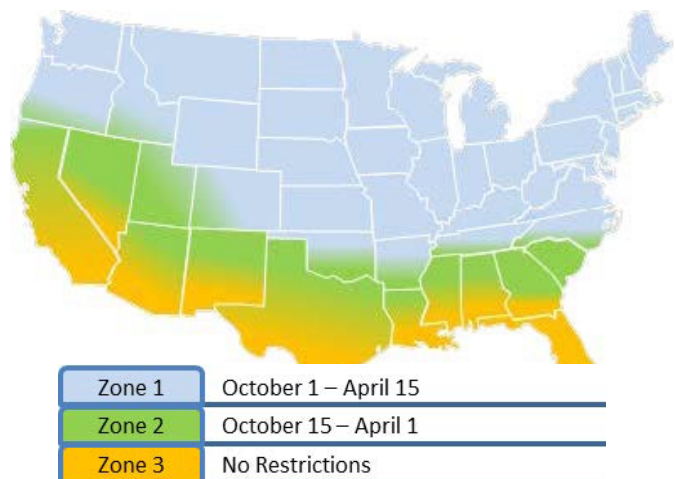 Zone 1 October 1 – April 15
Zone 2 October 15 – April 1
Zone 3 No Restrictions